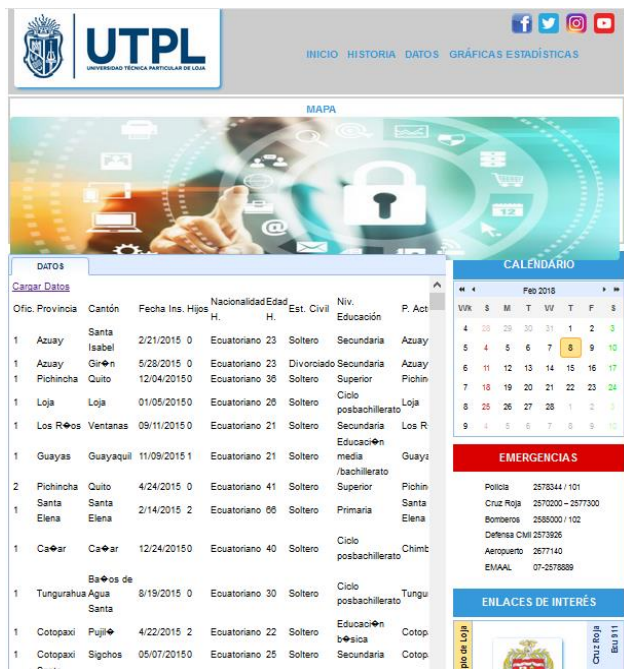 UTPL
UNIVERSIDAD TÉCNICA PARTICULAR DE LOJA
INICIO HISTORIA DATOS GRÁFICAS ESTADÍSTICAS
MAPA
DATOS
Cargar Datos
Ofic. Provincia Cantón Fecha Ins. Hijos Nacionalidad H. Edad H. Est. Civil Niv. Educación P. Act
1 Azuay Santa Isabel 2/21/2015 0 Ecuatoriano 23 Soltero Secundaria Azuay
1 Azuay Gir�n 5/28/2015 0 Ecuatoriano 23 Divorciado Secundaria Azuay
1 Pichincha Quito 12/04/2015 0 Ecuatoriano 36 Soltero Superior Pichin
1 Loja Loja 01/05/2015 0 Ecuatoriano 26 Soltero Ciclo posbachillerato Loja
1 Los R�os Ventanas 09/11/2015 0 Ecuatoriano 21 Soltero Secundaria Los R
1 Guayas Guayaquil 11/09/2015 1 Ecuatoriano 21 Soltero Educaci�n media /bachillerato Guaya
2 Pichincha Quito 4/24/2015 0 Ecuatoriano 41 Soltero Superior Pichin
1 Santa Elena Santa Elena 2/14/2015 2 Ecuatoriano 66 Soltero Primaria Santa Elena
1 Ca�ar Ca�ar 12/24/2015 0 Ecuatoriano 40 Soltero Ciclo posbachillerato Chimb
1 Tungurahua Ba�os de Agua Santa 8/19/2015 0 Ecuatoriano 30 Soltero Ciclo posbachillerato Tungu
1 Cotopaxi Pujil� 4/22/2015 2 Ecuatoriano 22 Soltero Educaci�n b�sica Cotop
1 Cotopaxi Sigchos 05/07/2015 0 Ecuatoriano 25 Soltero Secundaria Cotop
CALENDARIO
Feb 2018
Wk S M T W T F S
4 28 29 30 31 1 2 3
5 4 5 6 7 8 9 10
6 11 12 13 14 15 16 17
7 18 19 20 21 22 23 24
8 25 26 27 28 1 2 3
9 4 5 6 7 8 9 10
EMERGENCIAS
Policia 2578344 / 101
Cruz Roja 2570200 – 2577300
Bomberos 2585000 / 102
Defensa Civil 2573926
Aeropuerto 2677140
EMAAL 07-2578889
ENLACES DE INTERÉS
pio de Loja
Cruz Roja
Ecu 911
12